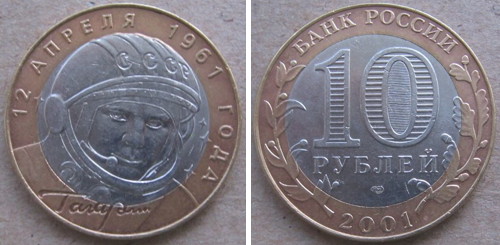 12 АПРЕЛЯ 1961 ГОДА
СССР
Гагарин
БАНК РОССИИ
10
РУБЛЕЙ
2001